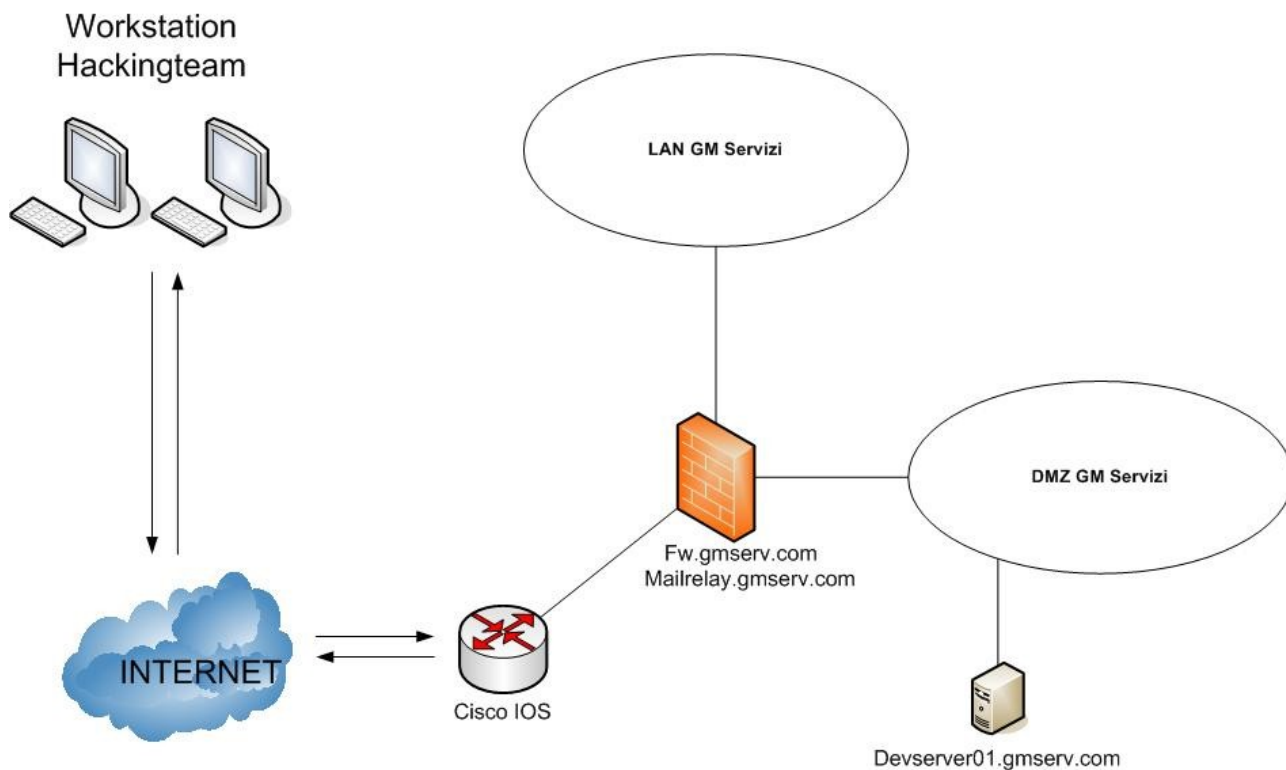 Workstation
Hackingteam
LAN GM Servizi
DMZ GM Servizi
Fw.gmserv.com
Mailrelay.gmserv.com
INTERNET
Cisco IOS
Devserver01.gmserv.com